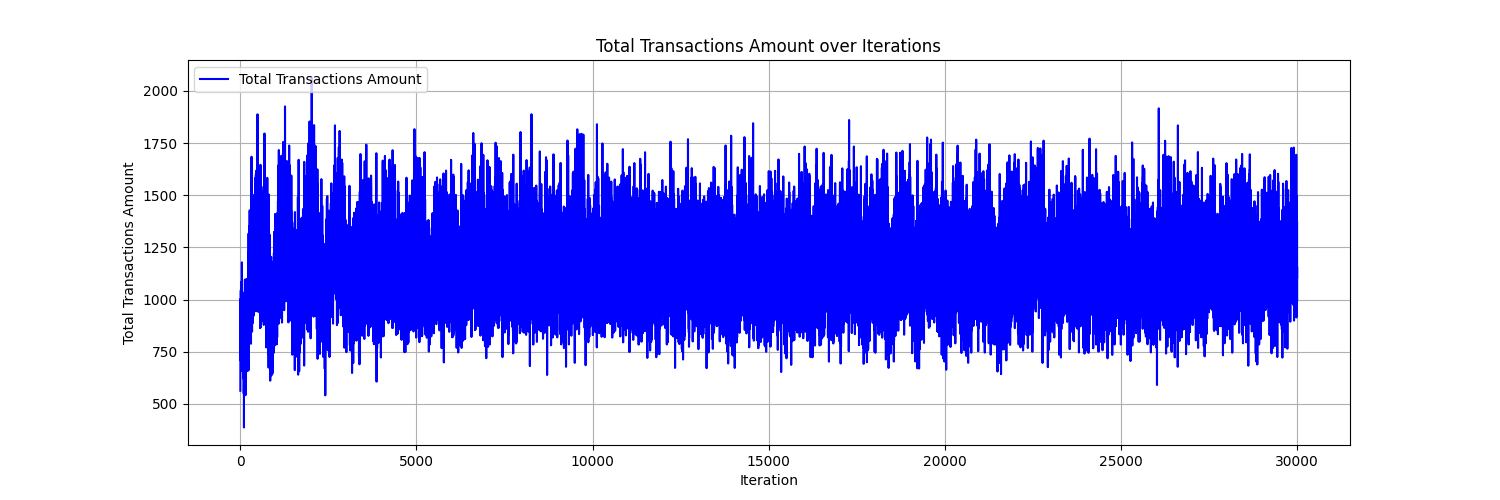 Total Transactions Amount over Iterations
Total Transactions Amount
Total Transactions Amount
2000
1750
1500
1250
1000
750
500
0 5000 10000 15000 20000 25000 30000
Iteration